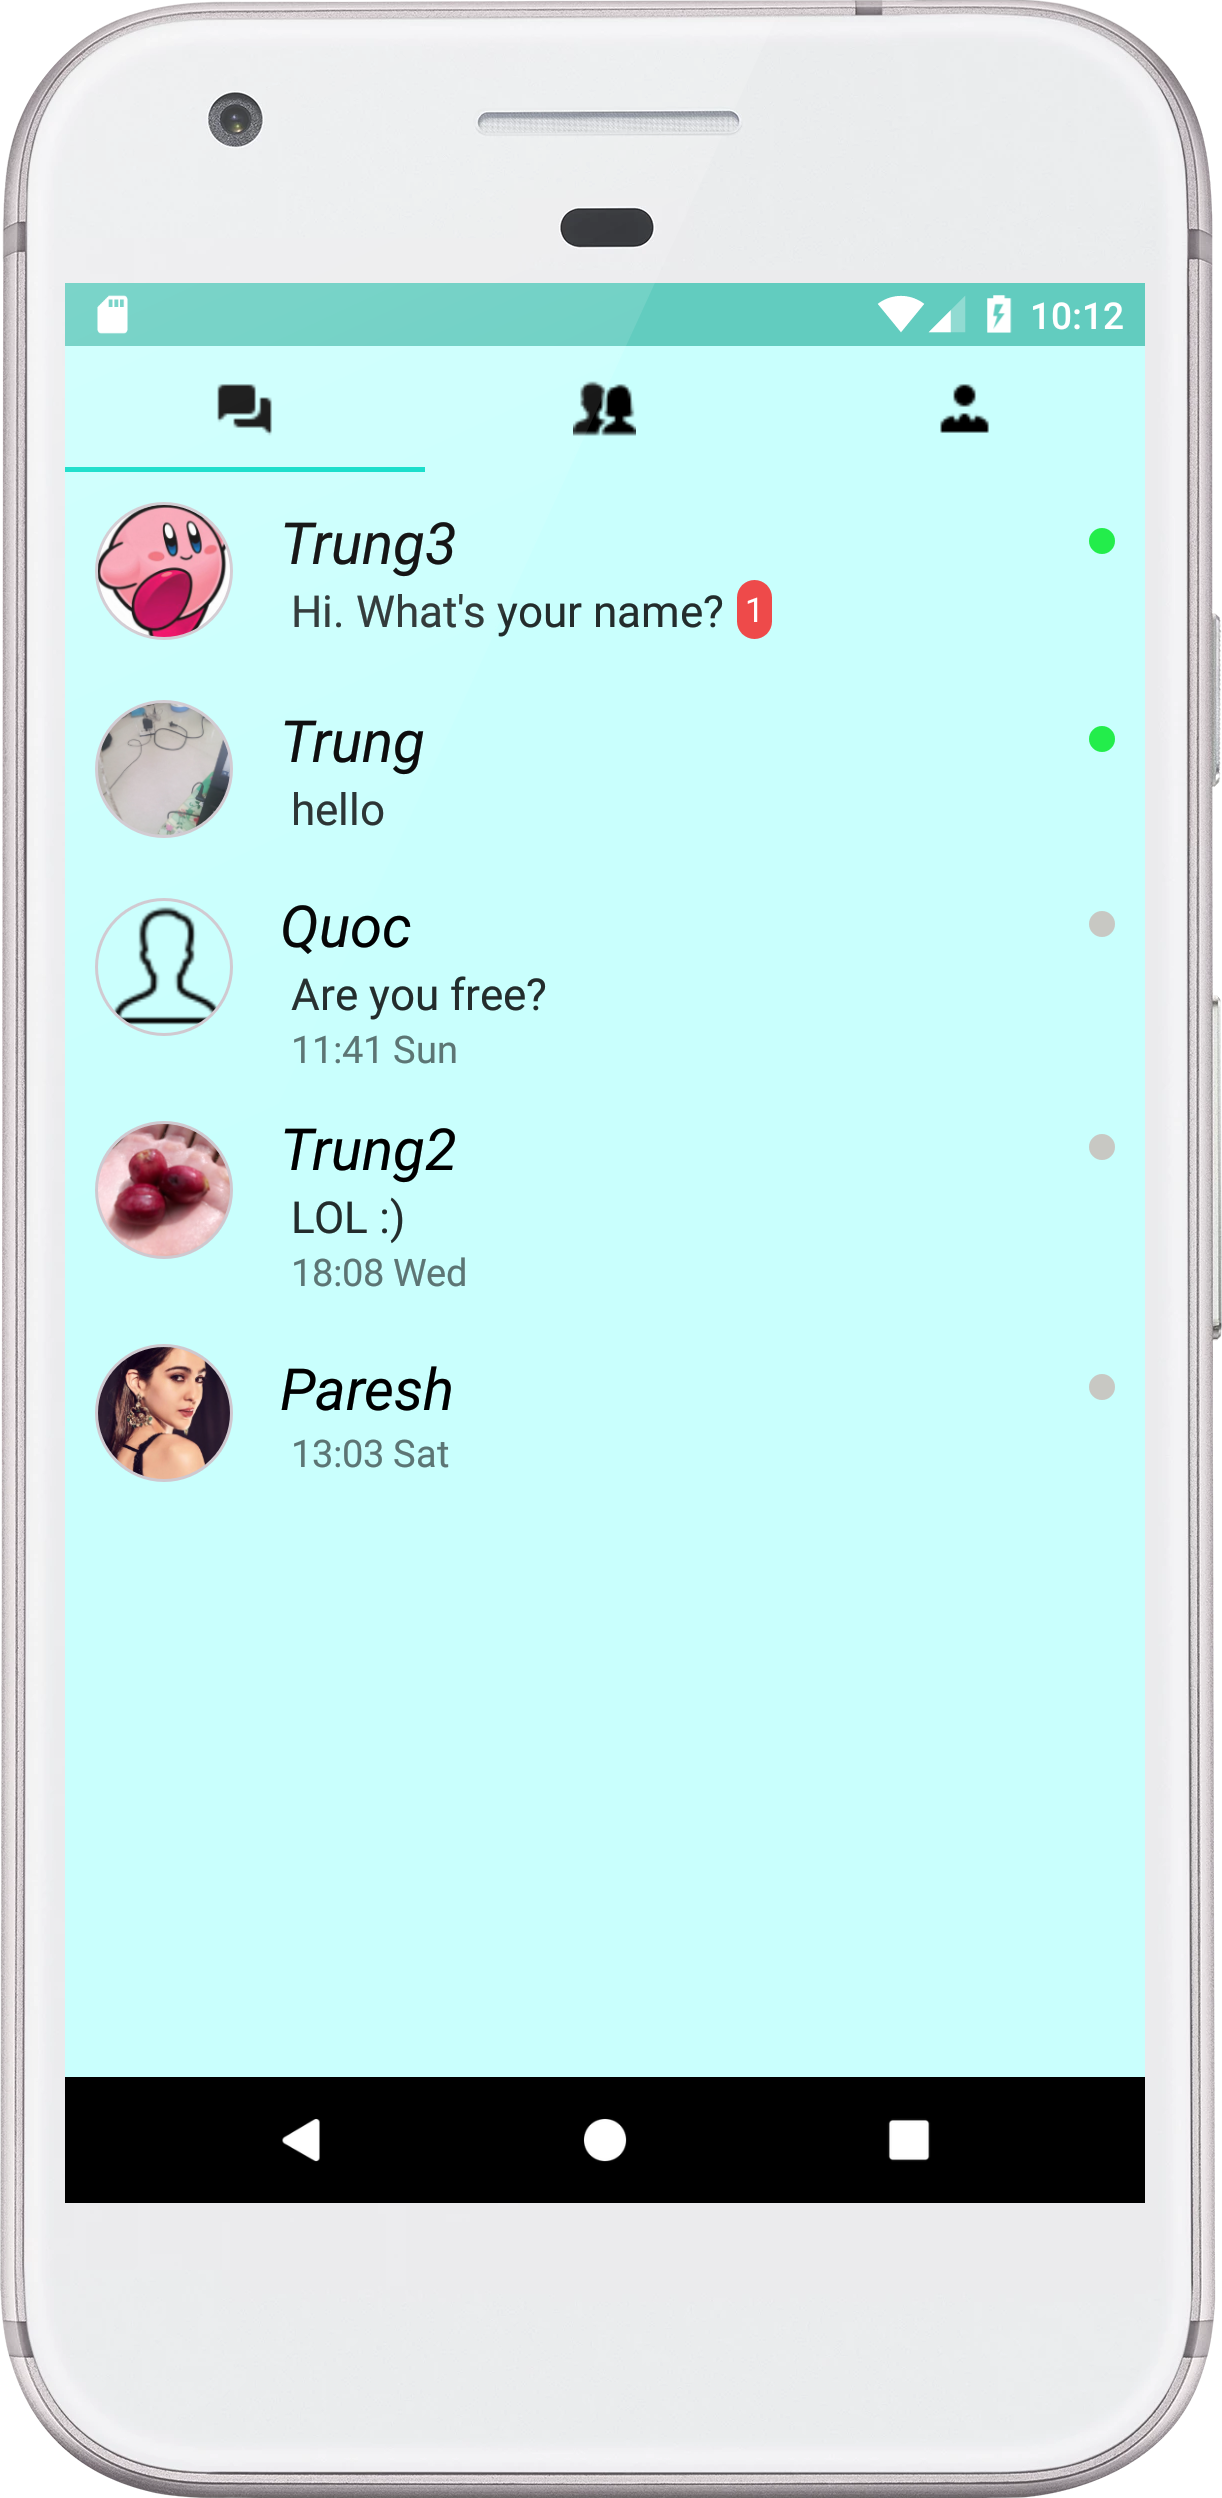 10:12
Trung3
Hi. What's your name? 1
Trung
hello
Quoc
Are you free?
11:41 Sun
Trung2
LOL :)
18:08 Wed
Paresh
13:03 Sat